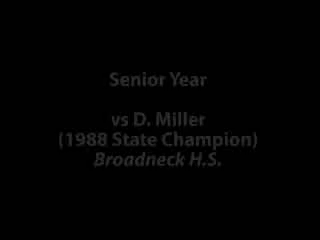 Senior Year
vs D. Miller
(1988 State Champion)
Broadneck H.S.